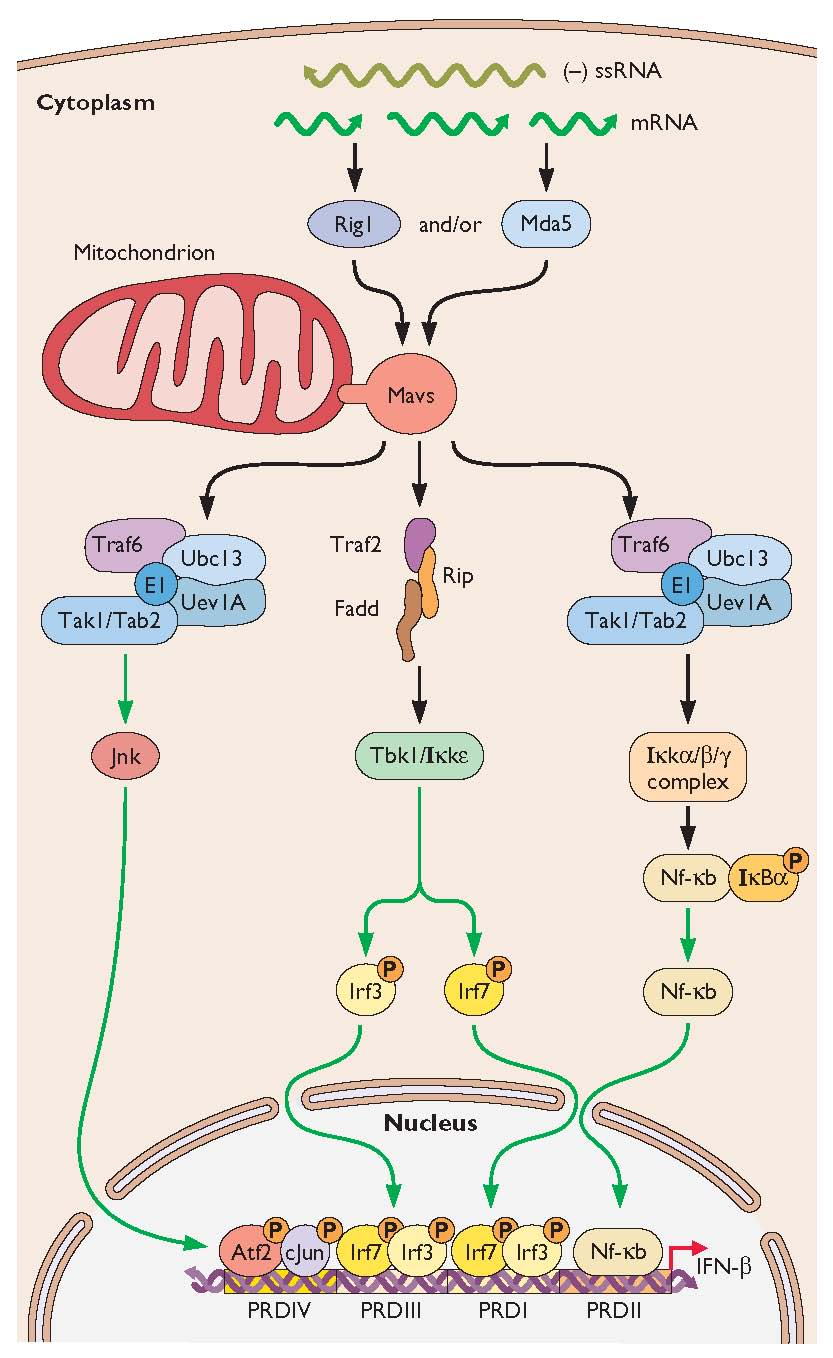 (–) ssRNA
Cytoplasm
mRNA
Rig1
and/or
Mda5
Mitochondrion
Mavs
Traf6
Ubc13
E1
Uev1A
Tak1/Tab2
Traf2
Rip
Fadd
Traf6
Ubc13
E1
Uev1A
Tak1/Tab2
Jnk
Tbk1/Iκkε
Iκkα/β/γ
complex
Nf-κb
IκBα
P
Irf3
P
Irf7
P
Nf-κb
Nucleus
Atf2
P
cJun
P
Irf7
P
Irf3
P
Irf7
P
Irf3
P
Nf-κb
IFN-β
PRDIV
PRDIII
PRDI
PRDII